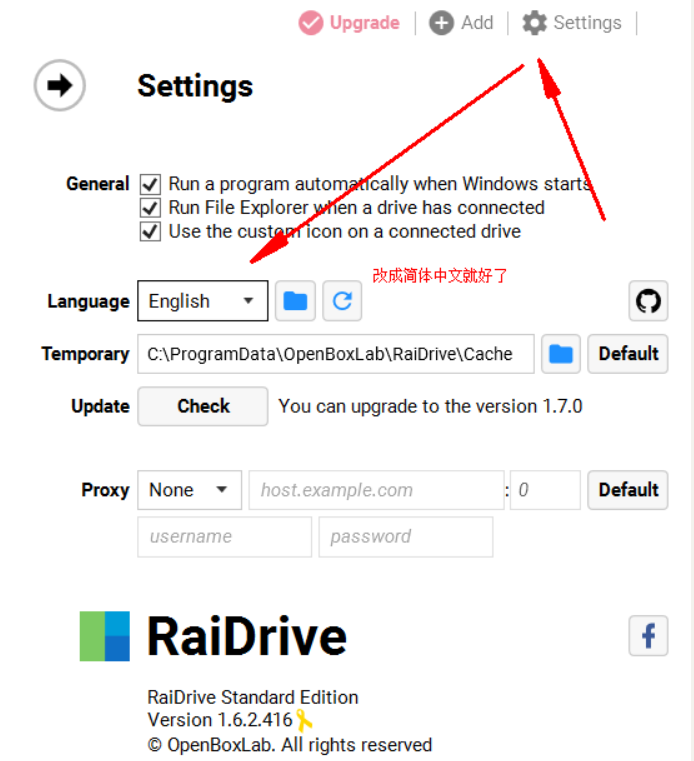 Upgrade Add Settings
Settings
General Run a program automatically when Windows starts
Run File Explorer when a drive has connected
Use the custom icon on a connected drive
改成简体中文就好了
Language English
Temporary C:\ProgramData\OpenBoxLab\RaiDrive\Cache Default
Update Check You can upgrade to the version 1.7.0
Proxy None host.example.com : 0 Default
username password
RaiDrive
RaiDrive Standard Edition
Version 1.6.2.416
© OpenBoxLab. All rights reserved